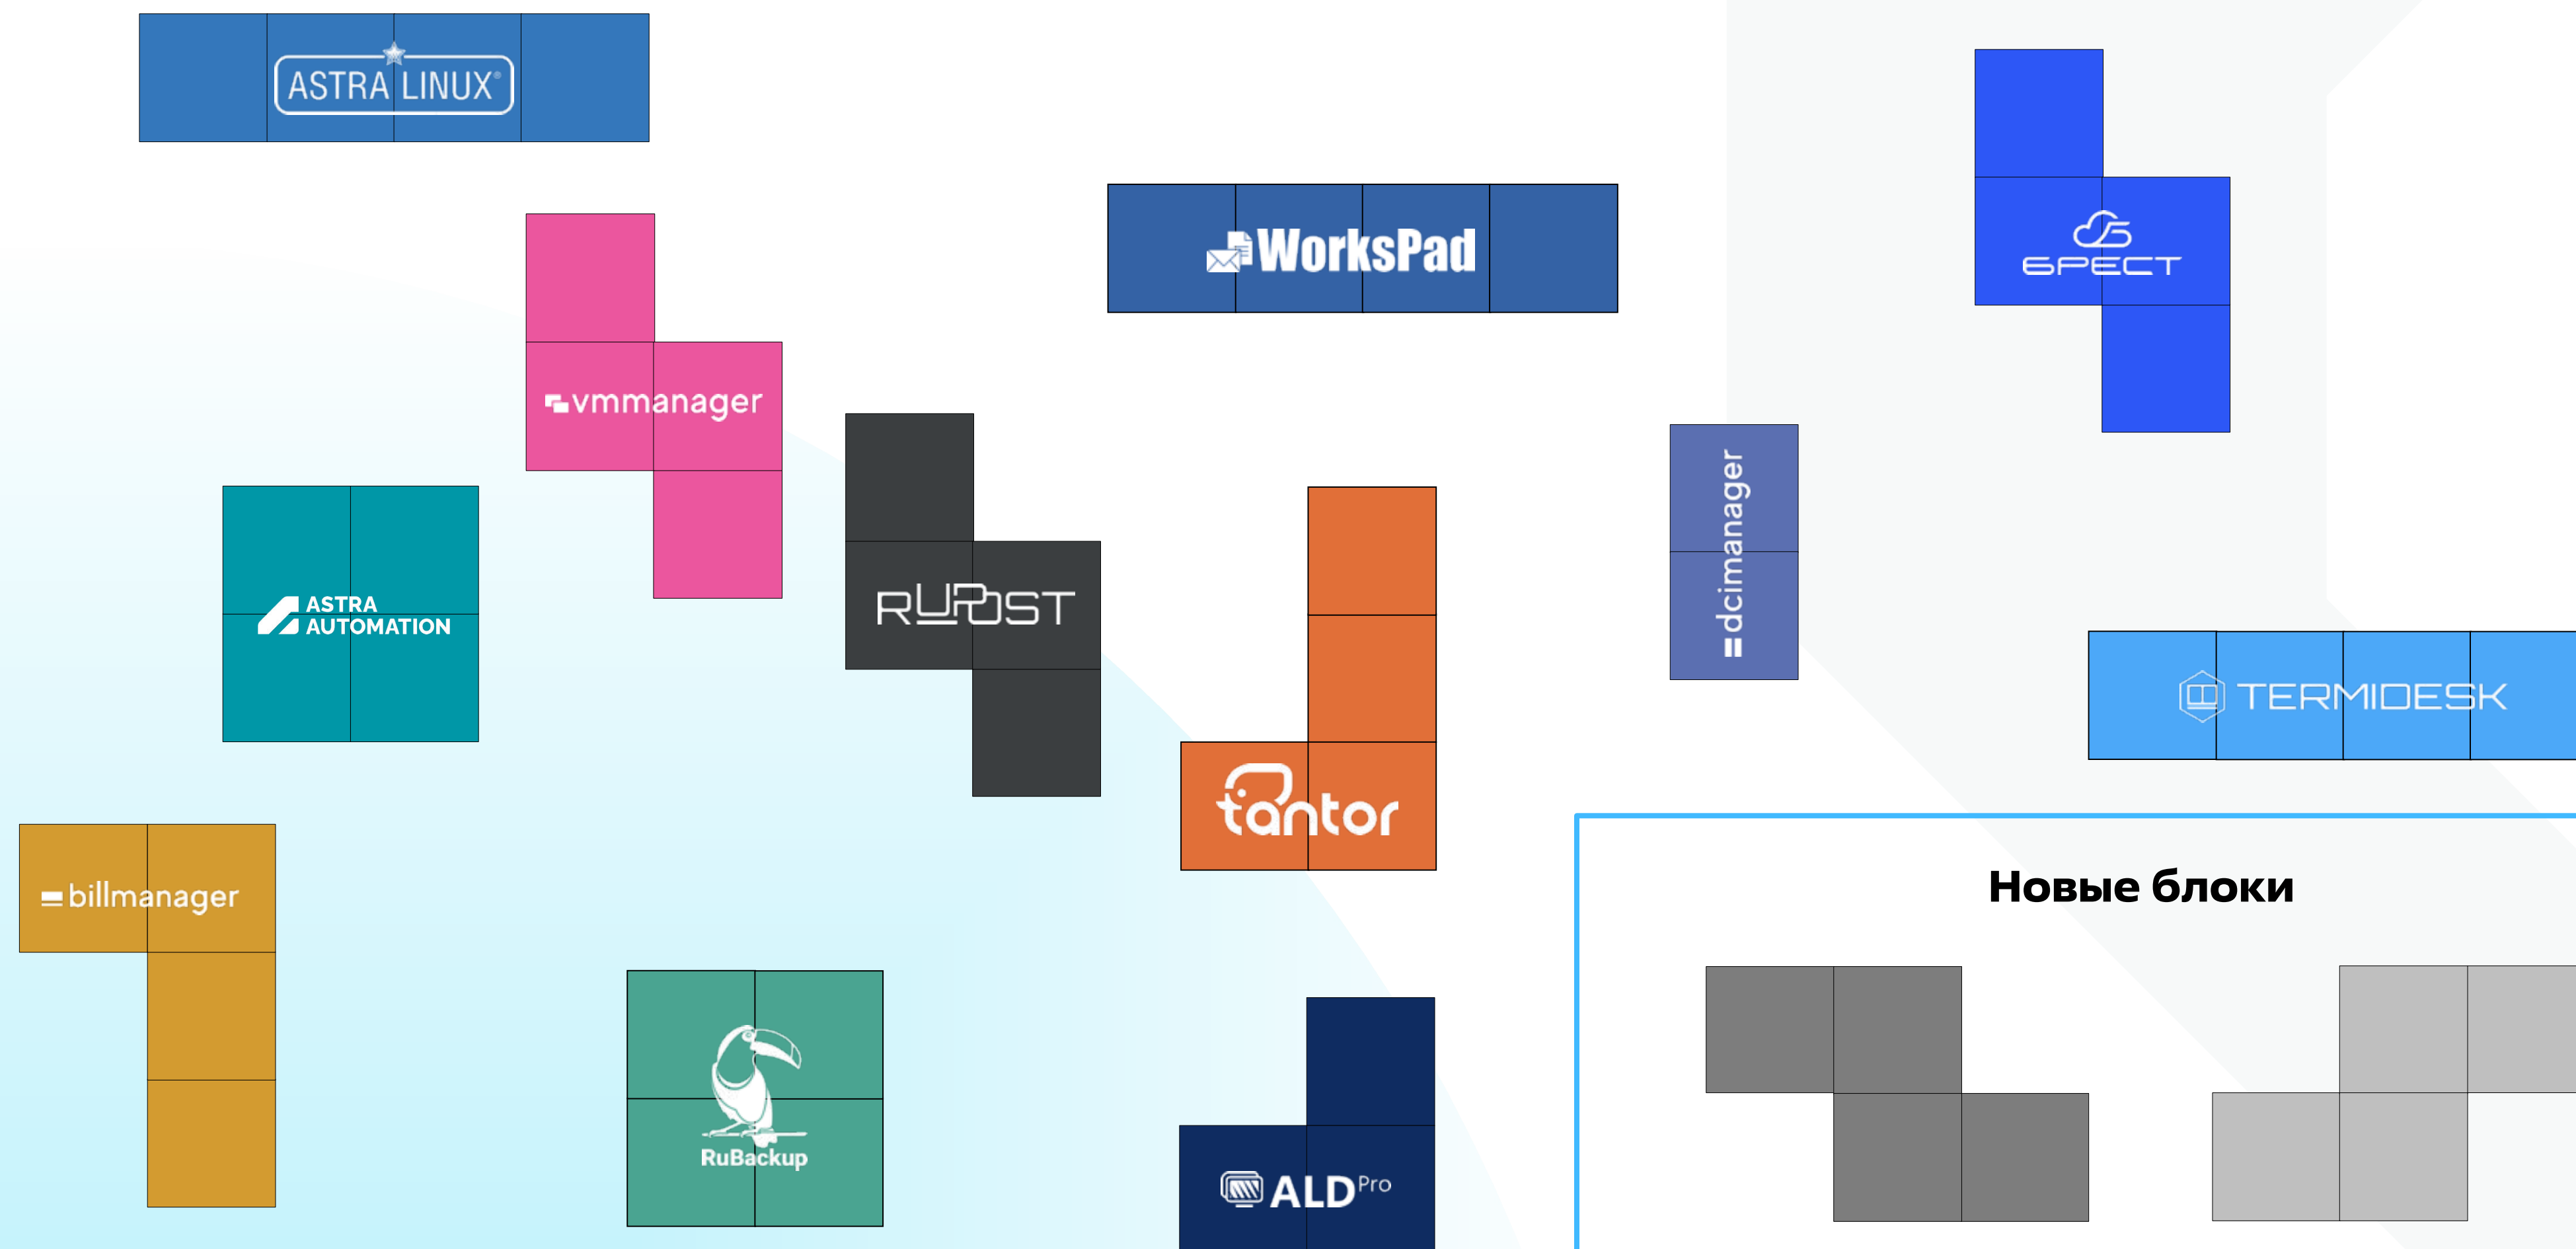 ASTRA LINUX®
WorksPad
БРЕСТ
vmmanager
dcimanager
RUPOST
ASTRA
AUTOMATION
TERMIDESK
tantor
billmanager
Новые блоки
RuBackup
ALD Pro